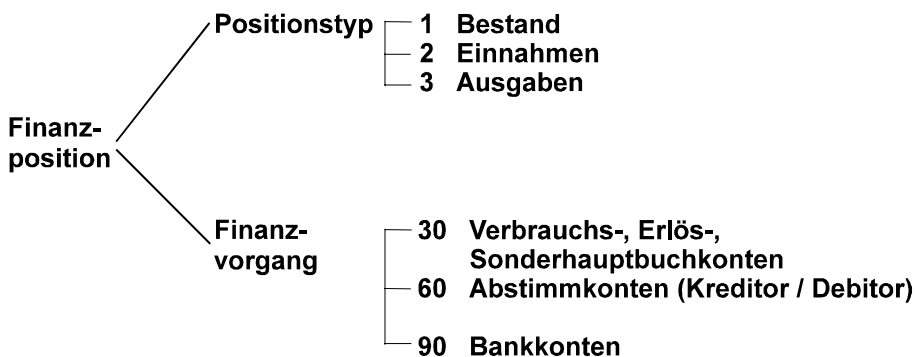 Positionstyp
1 Bestand
2 Einnahmen
3 Ausgaben
Finanz-
position
Finanz-
vorgang
30 Verbrauchs-, Erlös-,
Sonderhauptbuchkonten
60 Abstimmkonten (Kreditor / Debitor)
90 Bankkonten